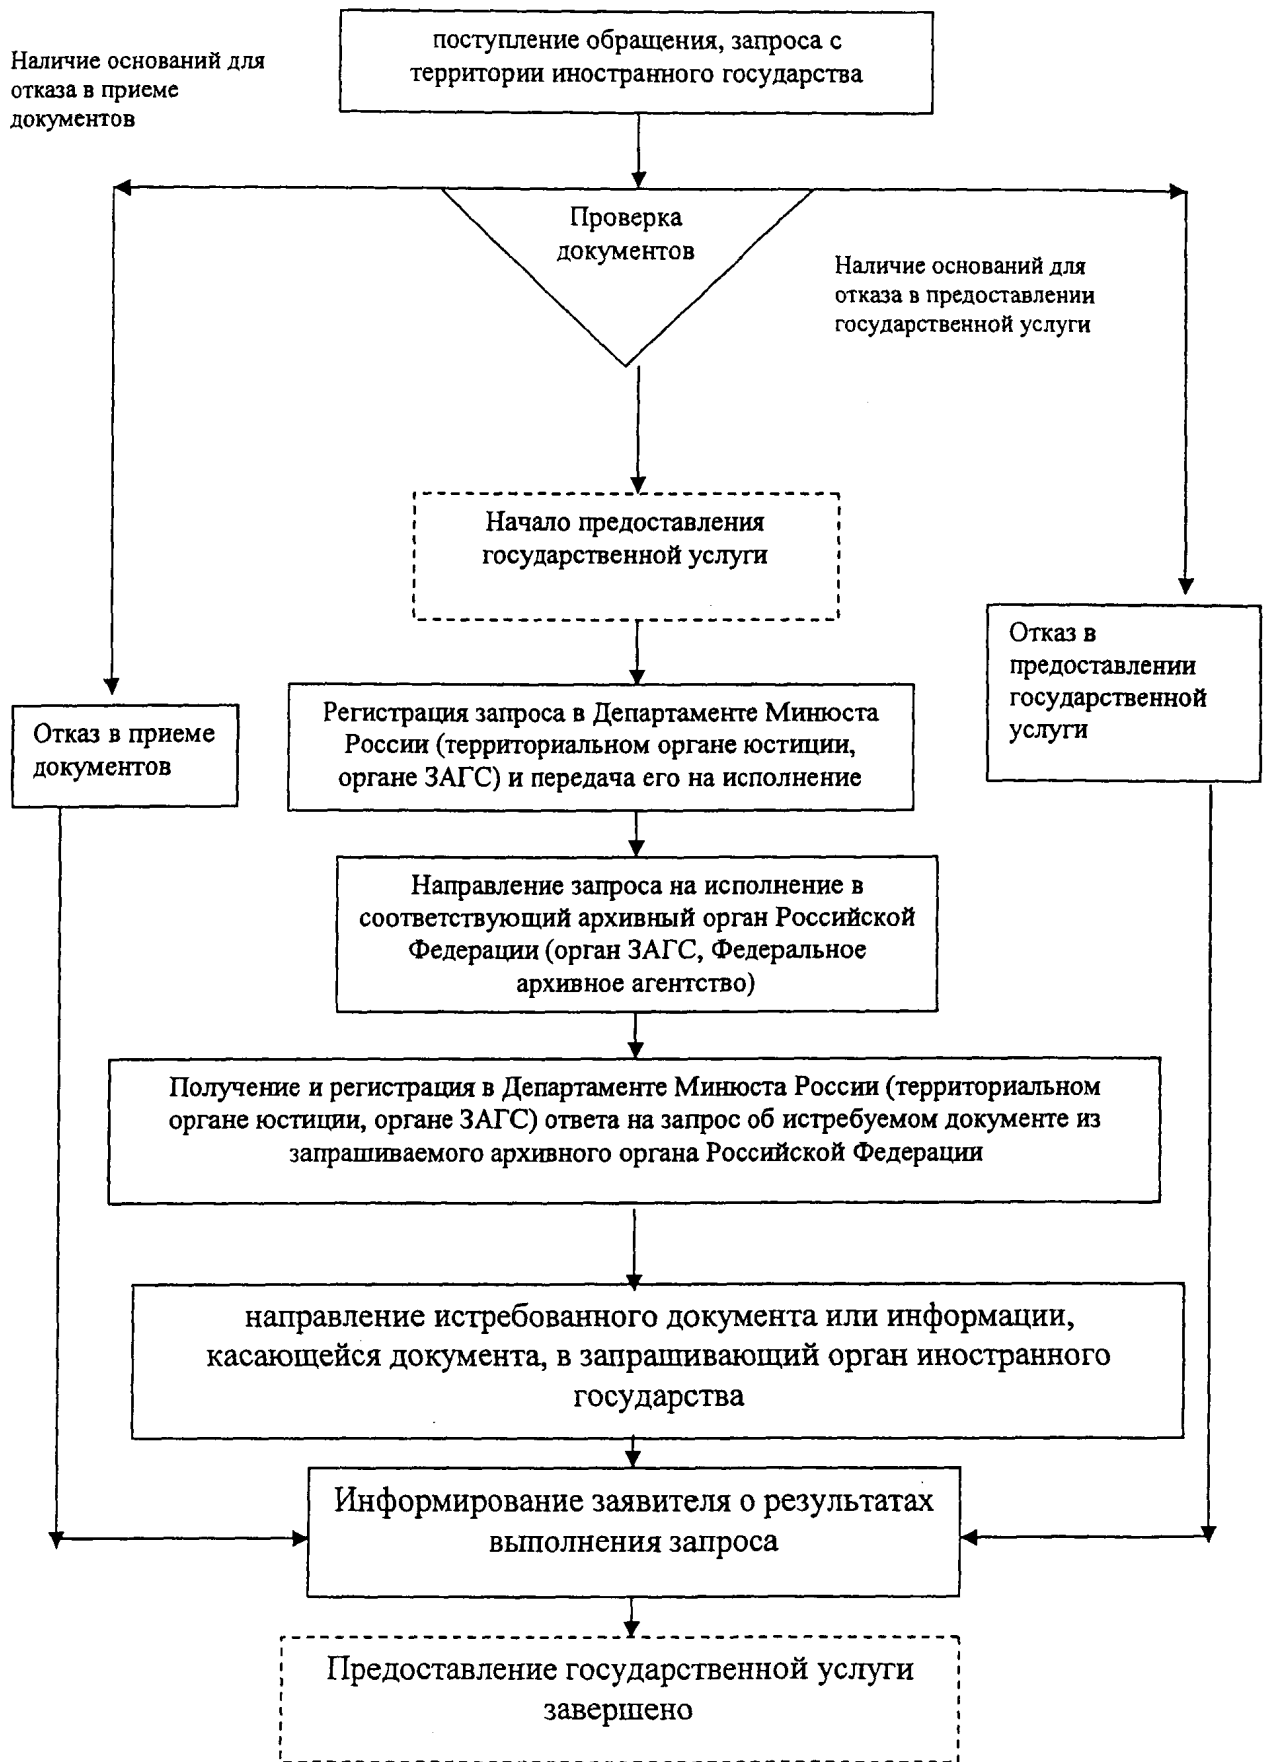 поступление обращения, запроса с
территории иностранного государства
Наличие оснований для
отказа в приеме
документов
Проверка
документов
Наличие оснований для
отказа в предоставлении
государственной услуги
Начало предоставления
государственной услуги
Отказ в
предоставлении
государственной
услуги
Отказ в приеме
документов
Регистрация запроса в Департаменте Минюста
России (территориальном органе юстиции,
органе ЗАГС) и передача его на исполнение
Направление запроса на исполнение в
соответствующий архивный орган Российской
Федерации (орган ЗАГС, Федеральное
архивное агентство)
Получение и регистрация в Департаменте Минюста России (территориальном
органе юстиции, органе ЗАГС) ответа на запрос об истребуемом документе из
запрашиваемого архивного органа Российской Федерации
направление истребованного документа или информации,
касающейся документа, в запрашивающий орган иностранного
государства
Информирование заявителя о результатах
выполнения запроса
Предоставление государственной услуги
завершено